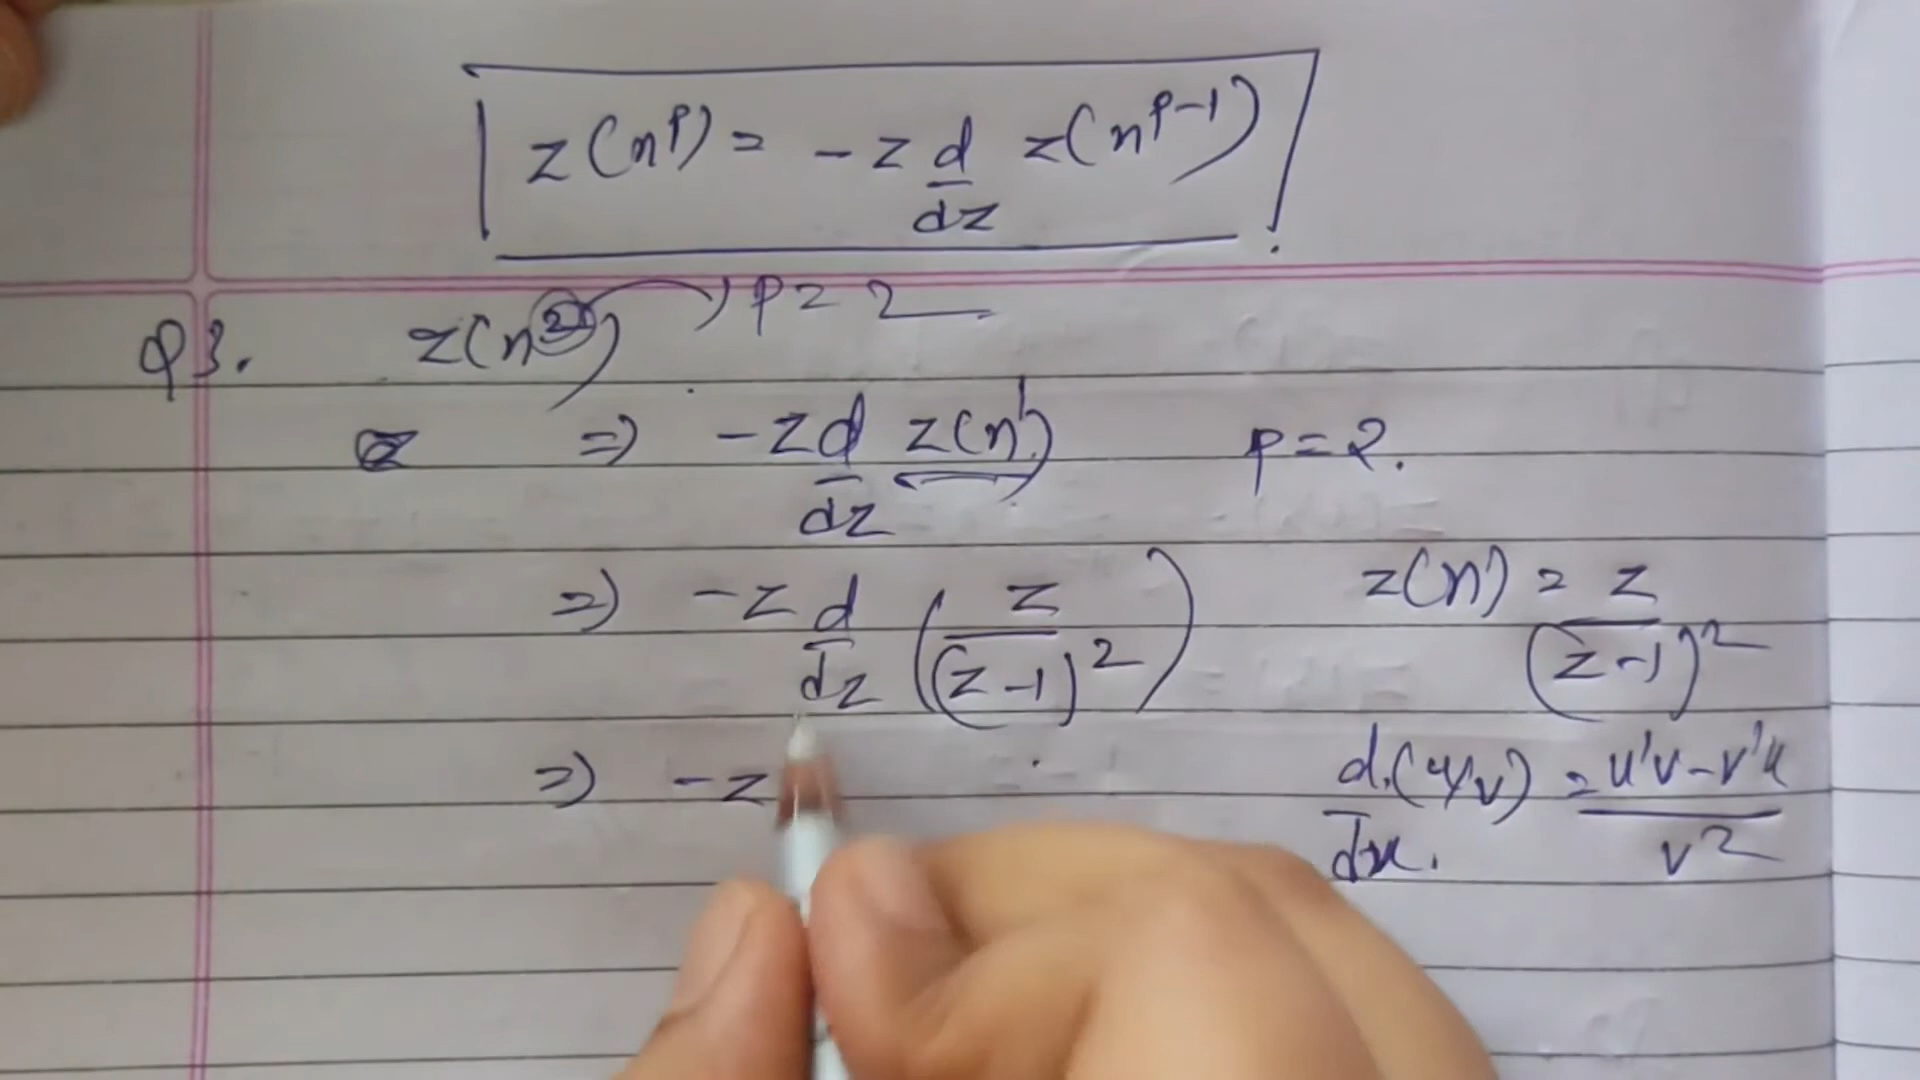 z(n^p) = -z d/dz z(n^{p-1})
Q3. z(n^2) → p = 2
z ⇒ -z d/dz z(n^1) p = 2.
⇒ -z d/dz (z/(z-1)^2) z(n^1) = z/(z-1)^2
⇒ -z d/dx (u/v) = u'v-v'u/v^2